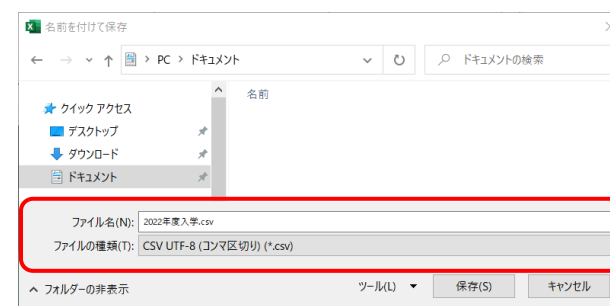 名前を付けて保存
PC › ドキュメント
ドキュメントの検索
名前
クイック アクセス
デスクトップ
ダウンロード
ドキュメント
ファイル名(N): 2022年度入学.csv
ファイルの種類(T): CSV UTF-8 (コンマ区切り) (*.csv)
フォルダーの非表示 ツール(L) 保存(S) キャンセル